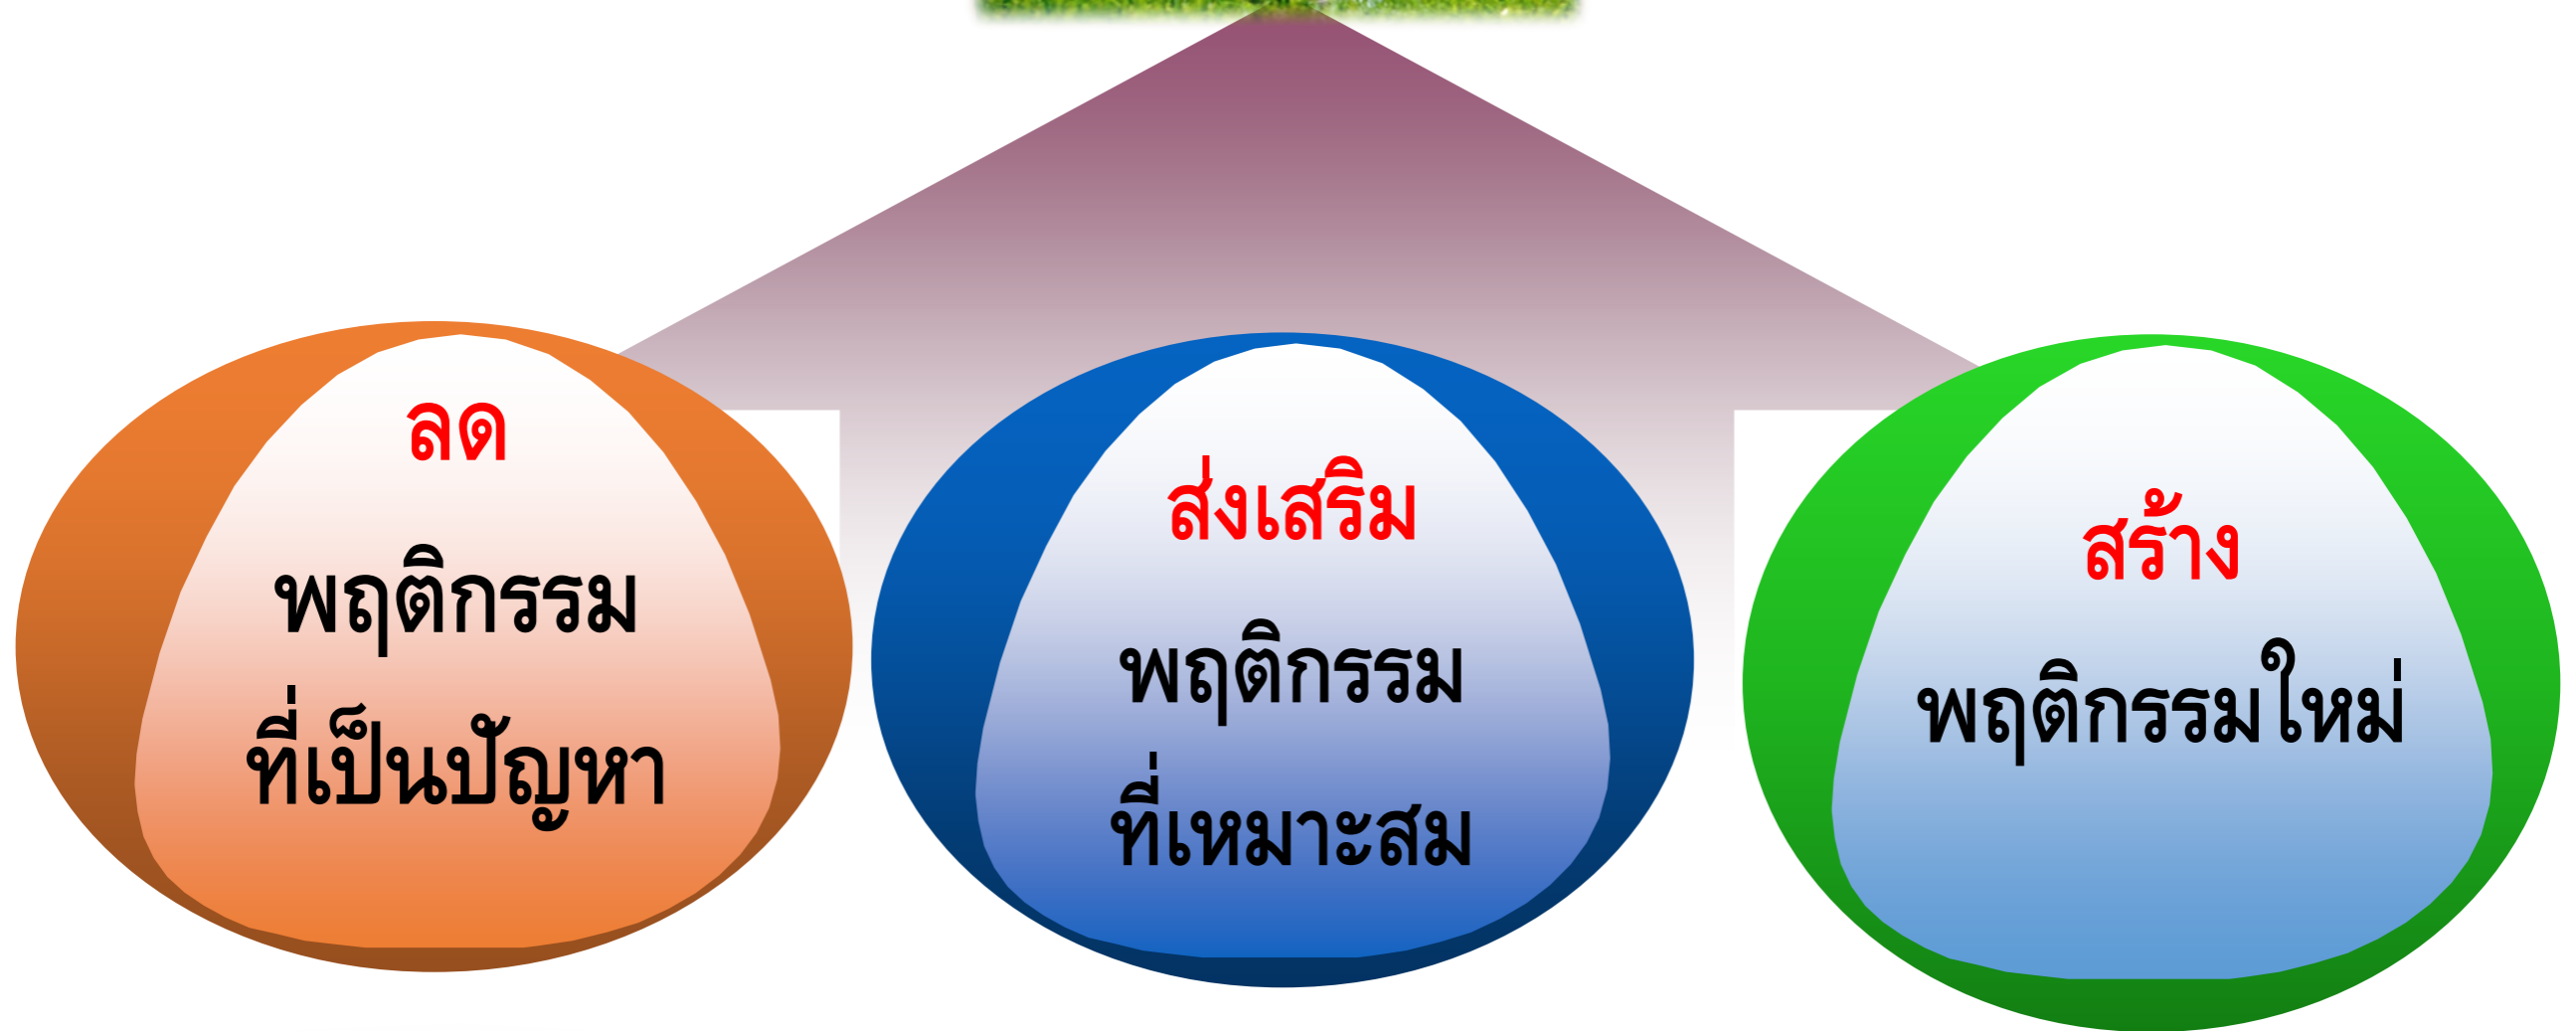 ลด
พฤติกรรม
ที่เป็นปัญหา
ส่งเสริม
พฤติกรรม
ที่เหมาะสม
สร้าง
พฤติกรรมใหม่